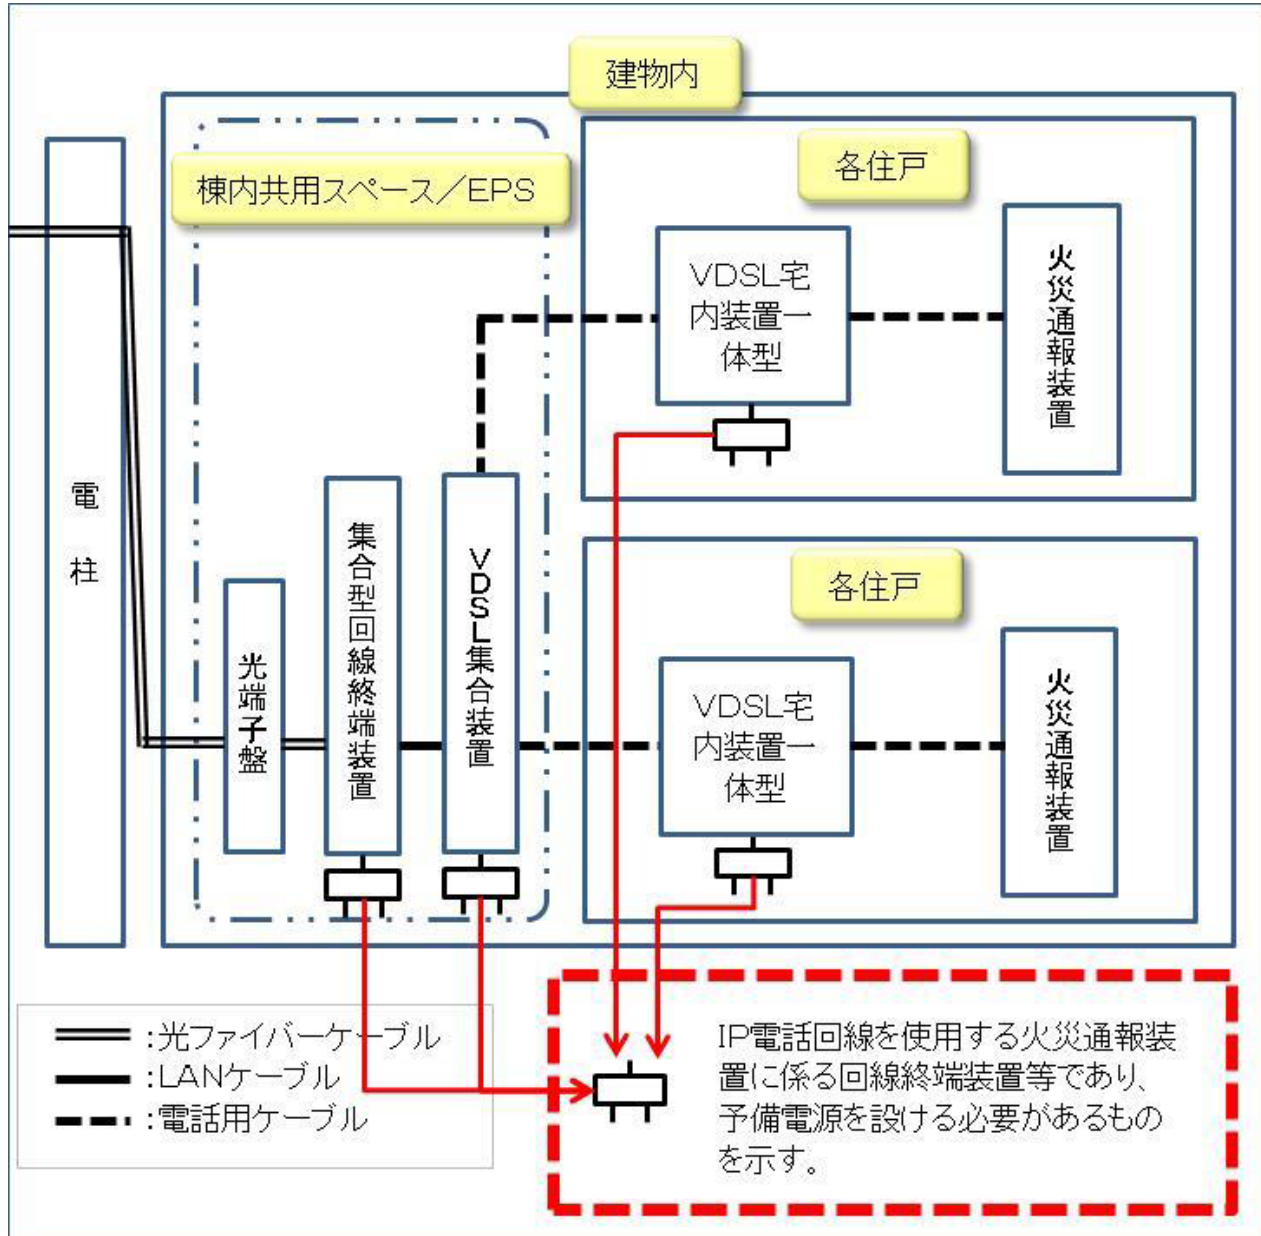 建物内
棟内共用スペース／EPS
各住戸
VDSL宅
内装置一
体型
火災通報装置
電柱
光端子盤
集合型回線終端装置
VDSL集合装置
各住戸
VDSL宅
内装置一
体型
火災通報装置
:光ファイバーケーブル
:LANケーブル
:電話用ケーブル
IP電話回線を使用する火災通報装
置に係る回線終端装置等であり、
予備電源を設ける必要があるもの
を示す。